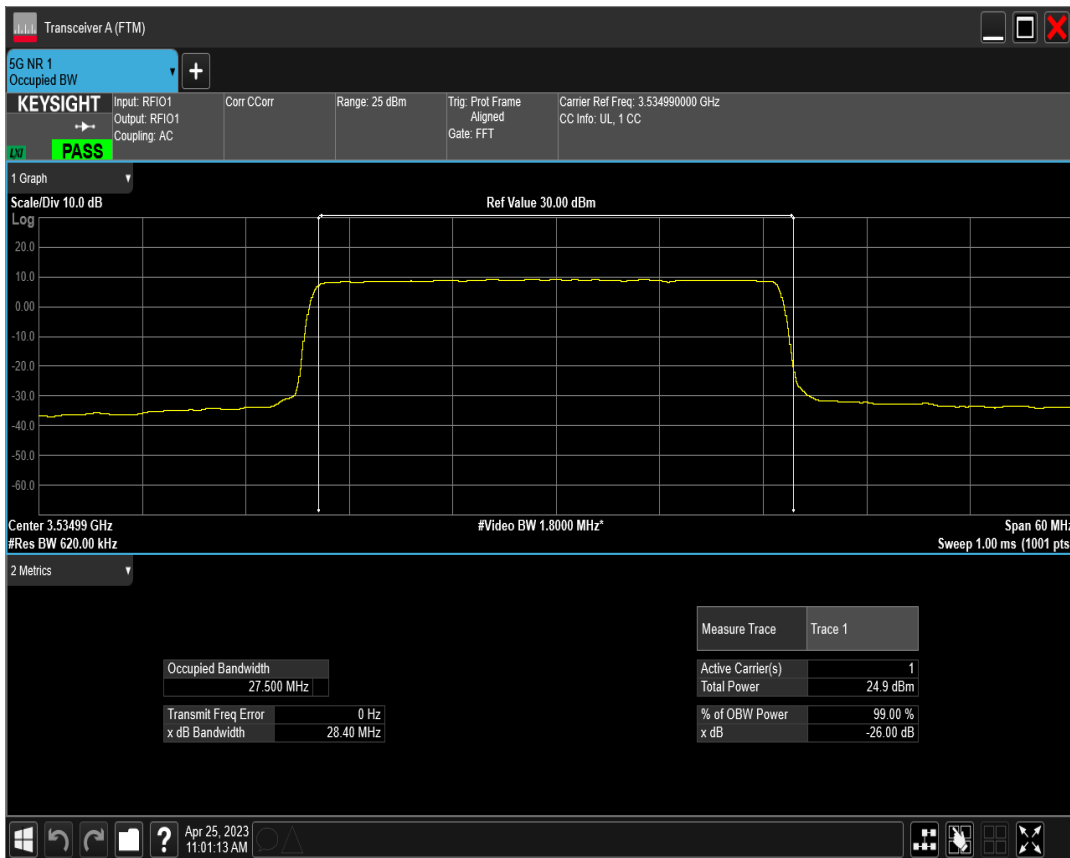 Transceiver A (FTM)
5G NR 1
Occupied BW
+
KEYSIGHT
LXI
PASS
Input: RFIO1
Output: RFIO1
Coupling: AC
Corr CCorr
Range: 25 dBm
Trig: Prot Frame
Aligned
Gate: FFT
Carrier Ref Freq: 3.534990000 GHz
CC Info: UL, 1 CC
1 Graph
Scale/Div 10.0 dB
Ref Value 30.00 dBm
Log
20.0
10.0
0.00
-10.0
-20.0
-30.0
-40.0
-50.0
-60.0
Center 3.53499 GHz
#Video BW 1.8000 MHz*
Span 60 MHz
#Res BW 620.00 kHz
Sweep 1.00 ms (1001 pts
2 Metrics
Measure Trace Trace 1
Occupied Bandwidth
27.500 MHz
Active Carrier(s) 1
Total Power 24.9 dBm
Transmit Freq Error 0 Hz
x dB Bandwidth 28.40 MHz
% of OBW Power 99.00 %
x dB -26.00 dB
?
Apr 25, 2023
11:01:13 AM